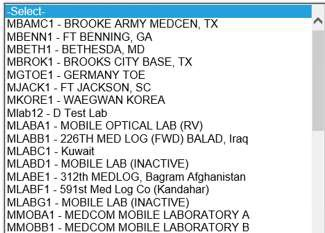 -Select-
MBAMC1 - BROOKE ARMY MEDCEN, TX
MBENN1 - FT BENNING, GA
MBETH1 - BETHESDA, MD
MBROK1 - BROOKS CITY BASE, TX
MGTOE1 - GERMANY TOE
MJACK1 - FT JACKSON, SC
MKORE1 - WAEGWAN KOREA
Mlab12 - D Test Lab
MLABA1 - MOBILE OPTICAL LAB (RV)
MLABB1 - 226TH MED LOG (FWD) BALAD, Iraq
MLABC1 - Kuwait
MLABD1 - MOBILE LAB (INACTIVE)
MLABE1 - 312th MEDLOG, Bagram Afghanistan
MLABF1 - 591st Med Log Co (Kandahar)
MLABG1 - MOBILE LAB (INACTIVE)
MMOBA1 - MEDCOM MOBILE LABORATORY A
MMOBB1 - MEDCOM MOBILE LABORATORY B